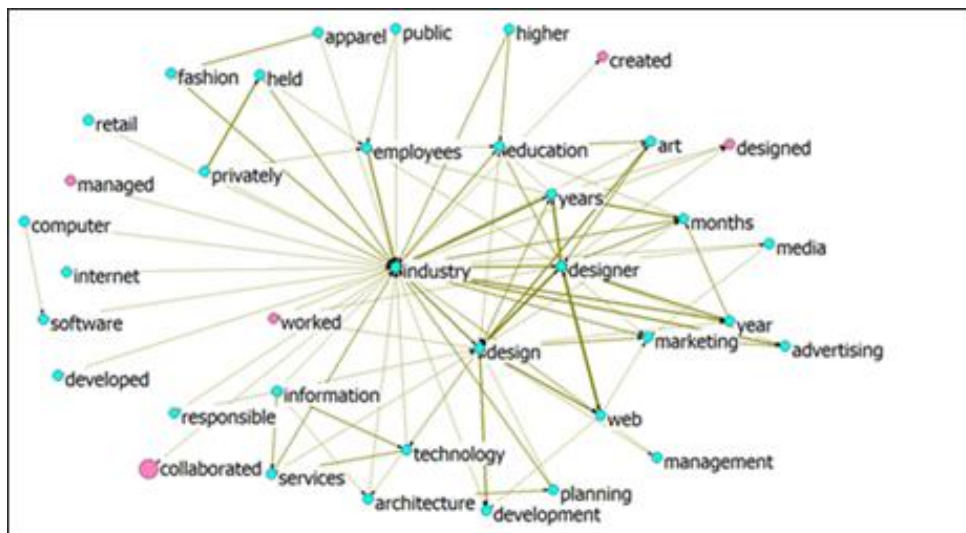 apparel
public
higher
created
fashion
held
retail
employees
education
art
designed
privately
managed
years
computer
months
media
internet
industry
designer
software
worked
year
design
marketing
advertising
developed
information
responsible
web
technology
collaborated
services
management
architecture
planning
development